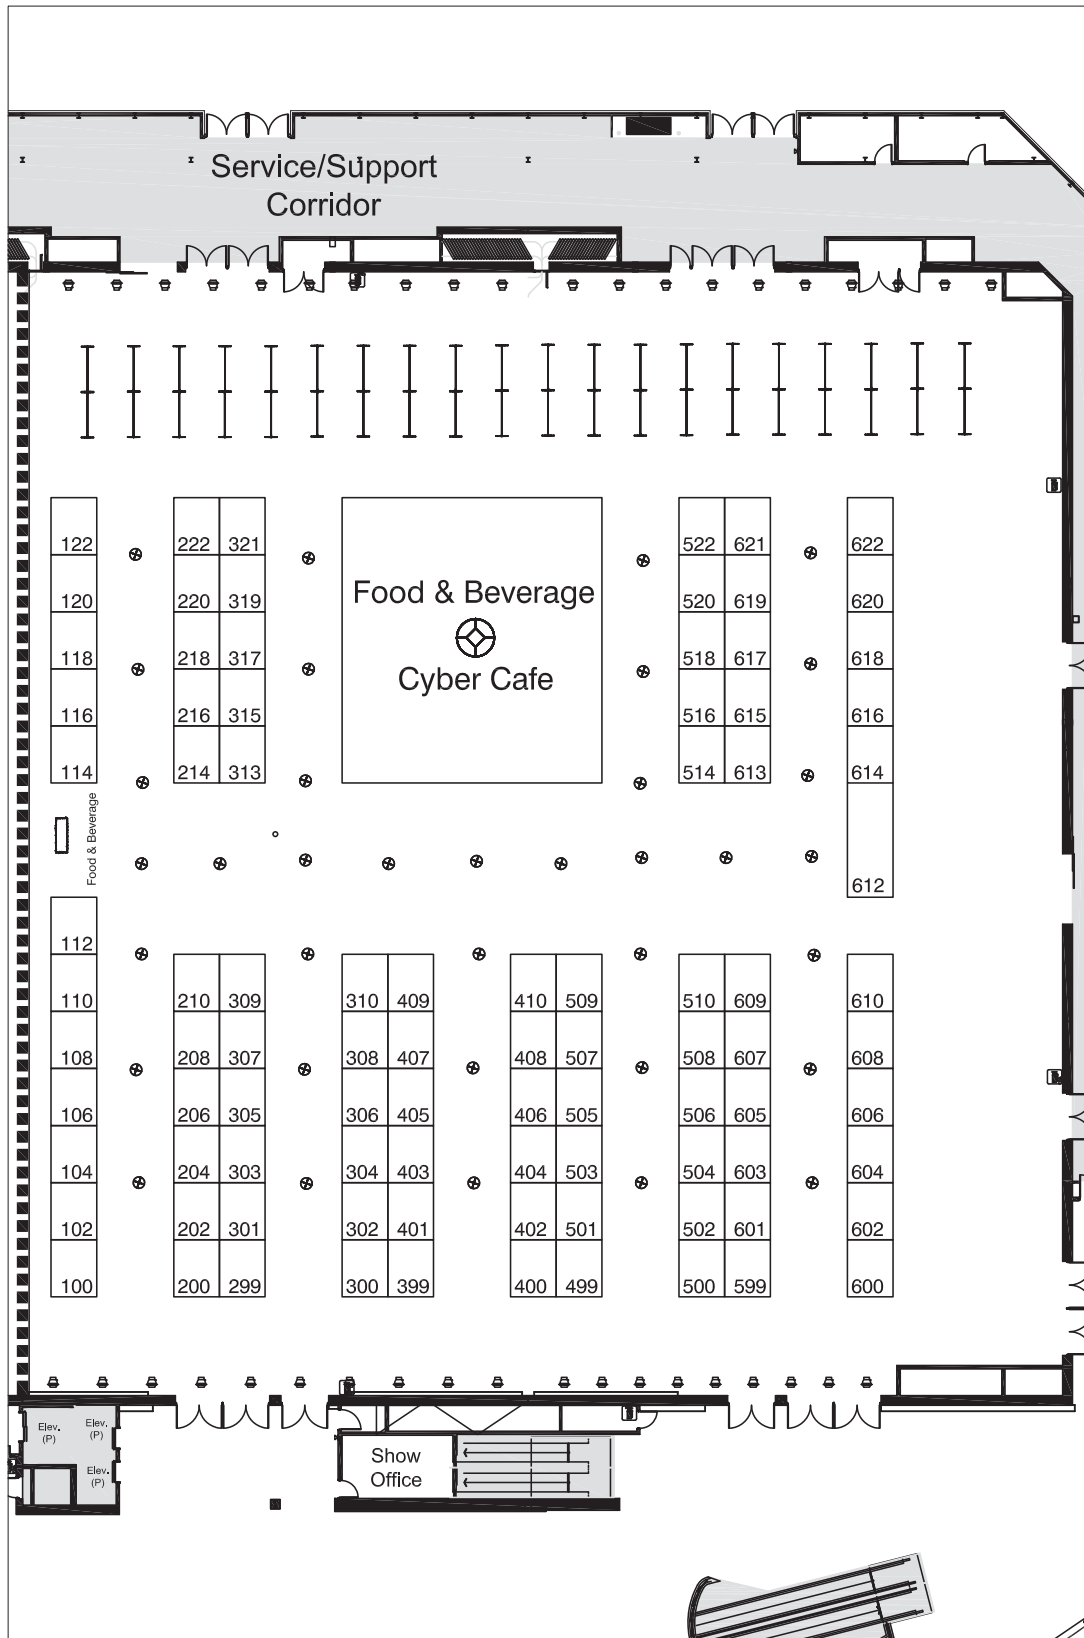 Service/Support
Corridor
122 222 321 522 621 622
Food & Beverage
120 220 319 520 619 620
118 218 317 518 617 618
Cyber Cafe
116 216 315 516 615 616
114 214 313 514 613 614
Food & Beverage
612
112
110 210 309 310 409 410 509 510 609 610
108 208 307 308 407 408 507 508 607 608
106 206 305 306 405 406 505 506 605 606
104 204 303 304 403 404 503 504 603 604
102 202 301 302 401 402 501 502 601 602
100 200 299 300 399 400 499 500 599 600
Elev.
(P)
Elev.
(P)
Elev.
(P)
Show
Office